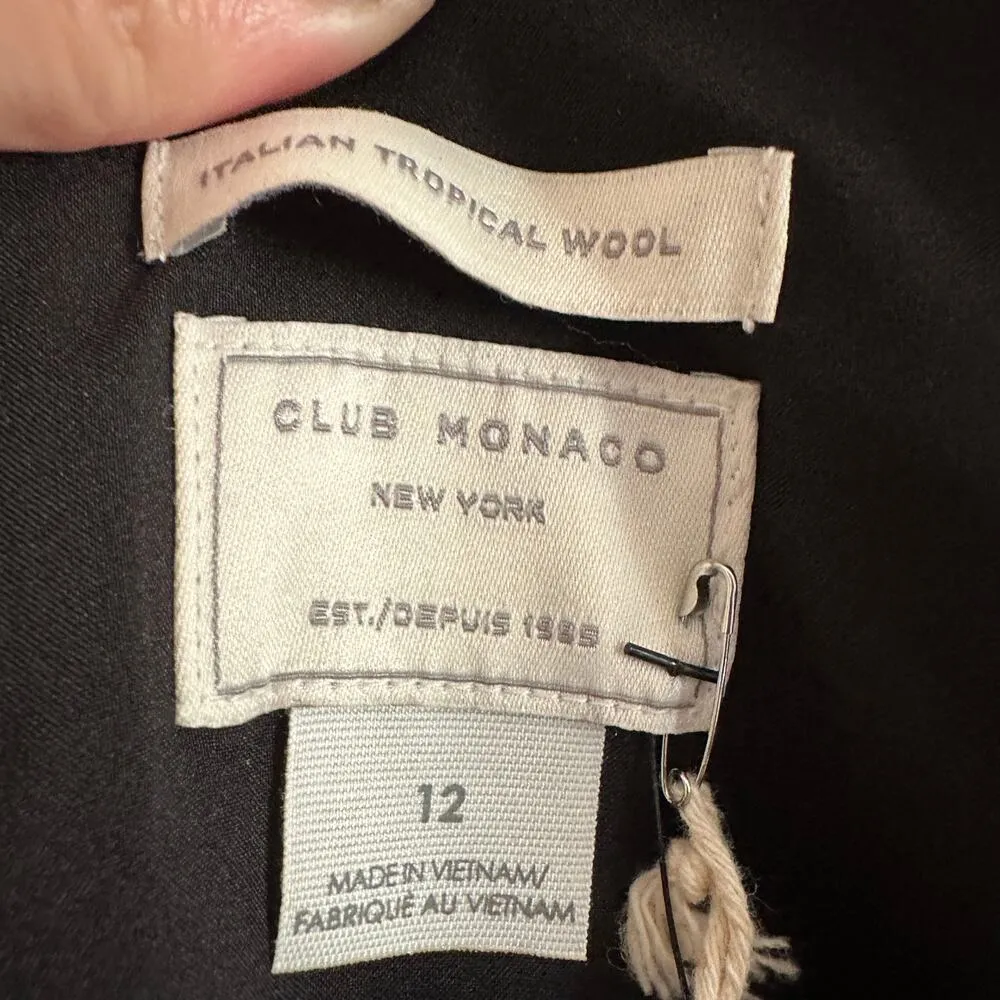 ITALIAN TROPICAL WOOL
CLUB MONACO
NEW YORK
EST./DEPUIS 1985
12
MADE IN VIETNAM/
FABRIQUÉ AU VIETNAM